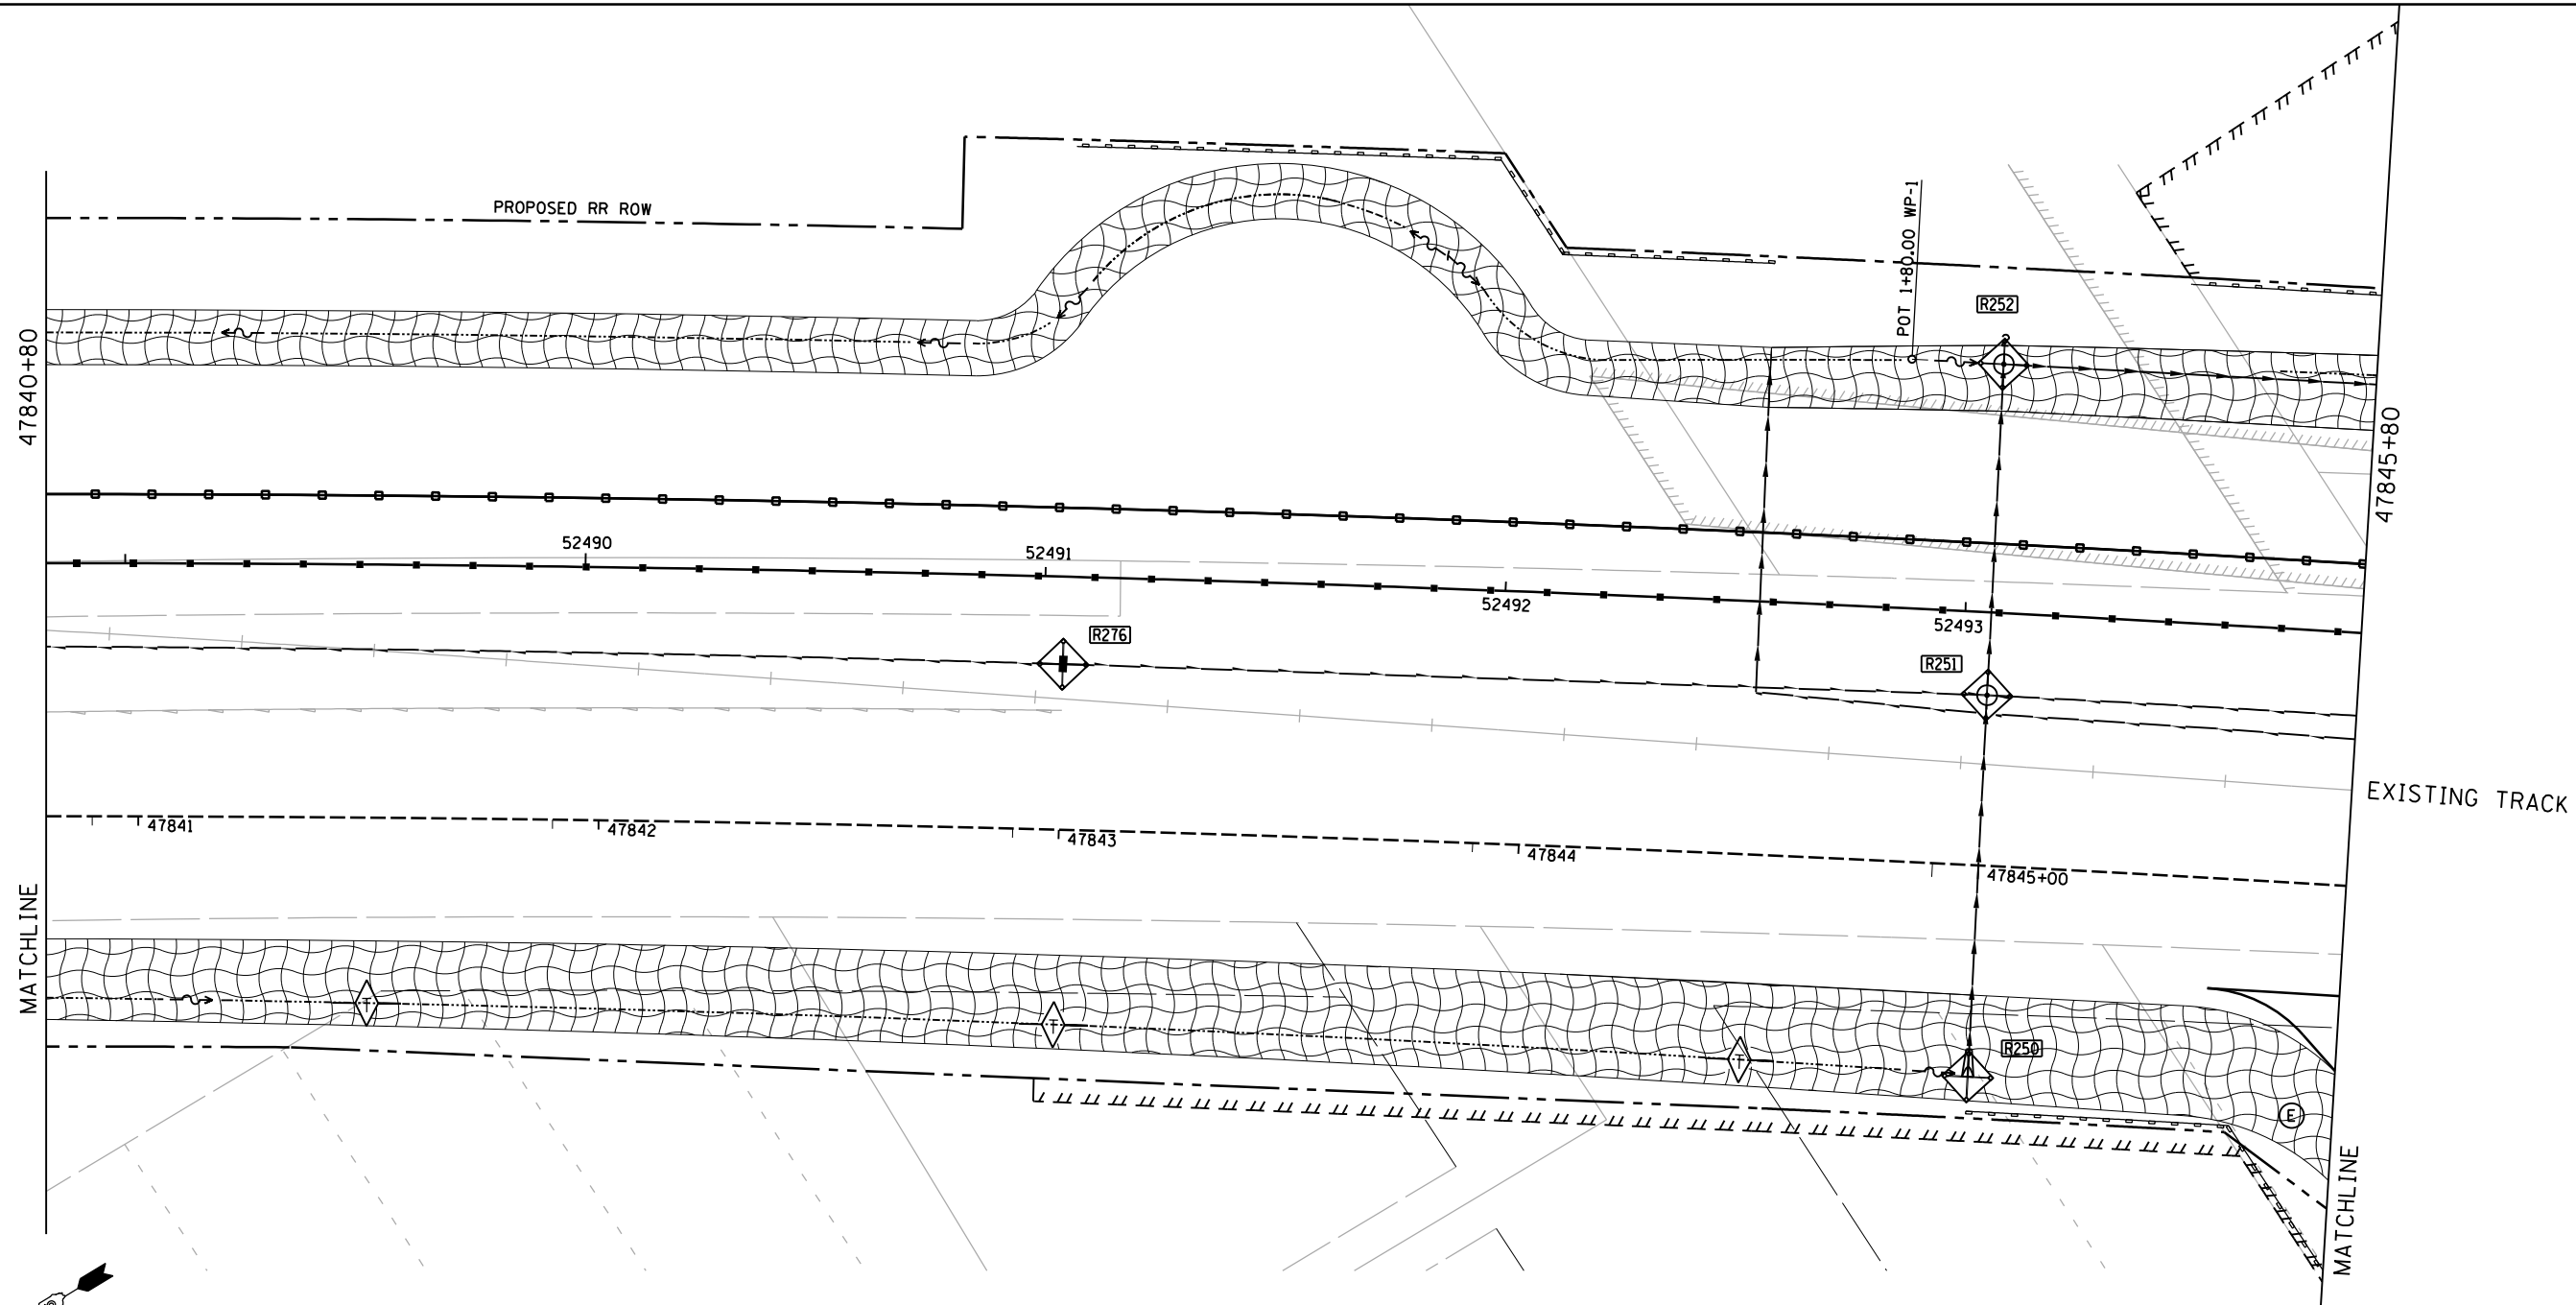 PROPOSED RR ROW
POT 1+80.00 WP-1
R252
47840+80
47845+80
52490
52491
52492
52493
R276
R251
EXISTING TRACK
47841
47842
47843
47844
47845+00
MATCHLINE
T
T
T
R250
E
MATCHLINE